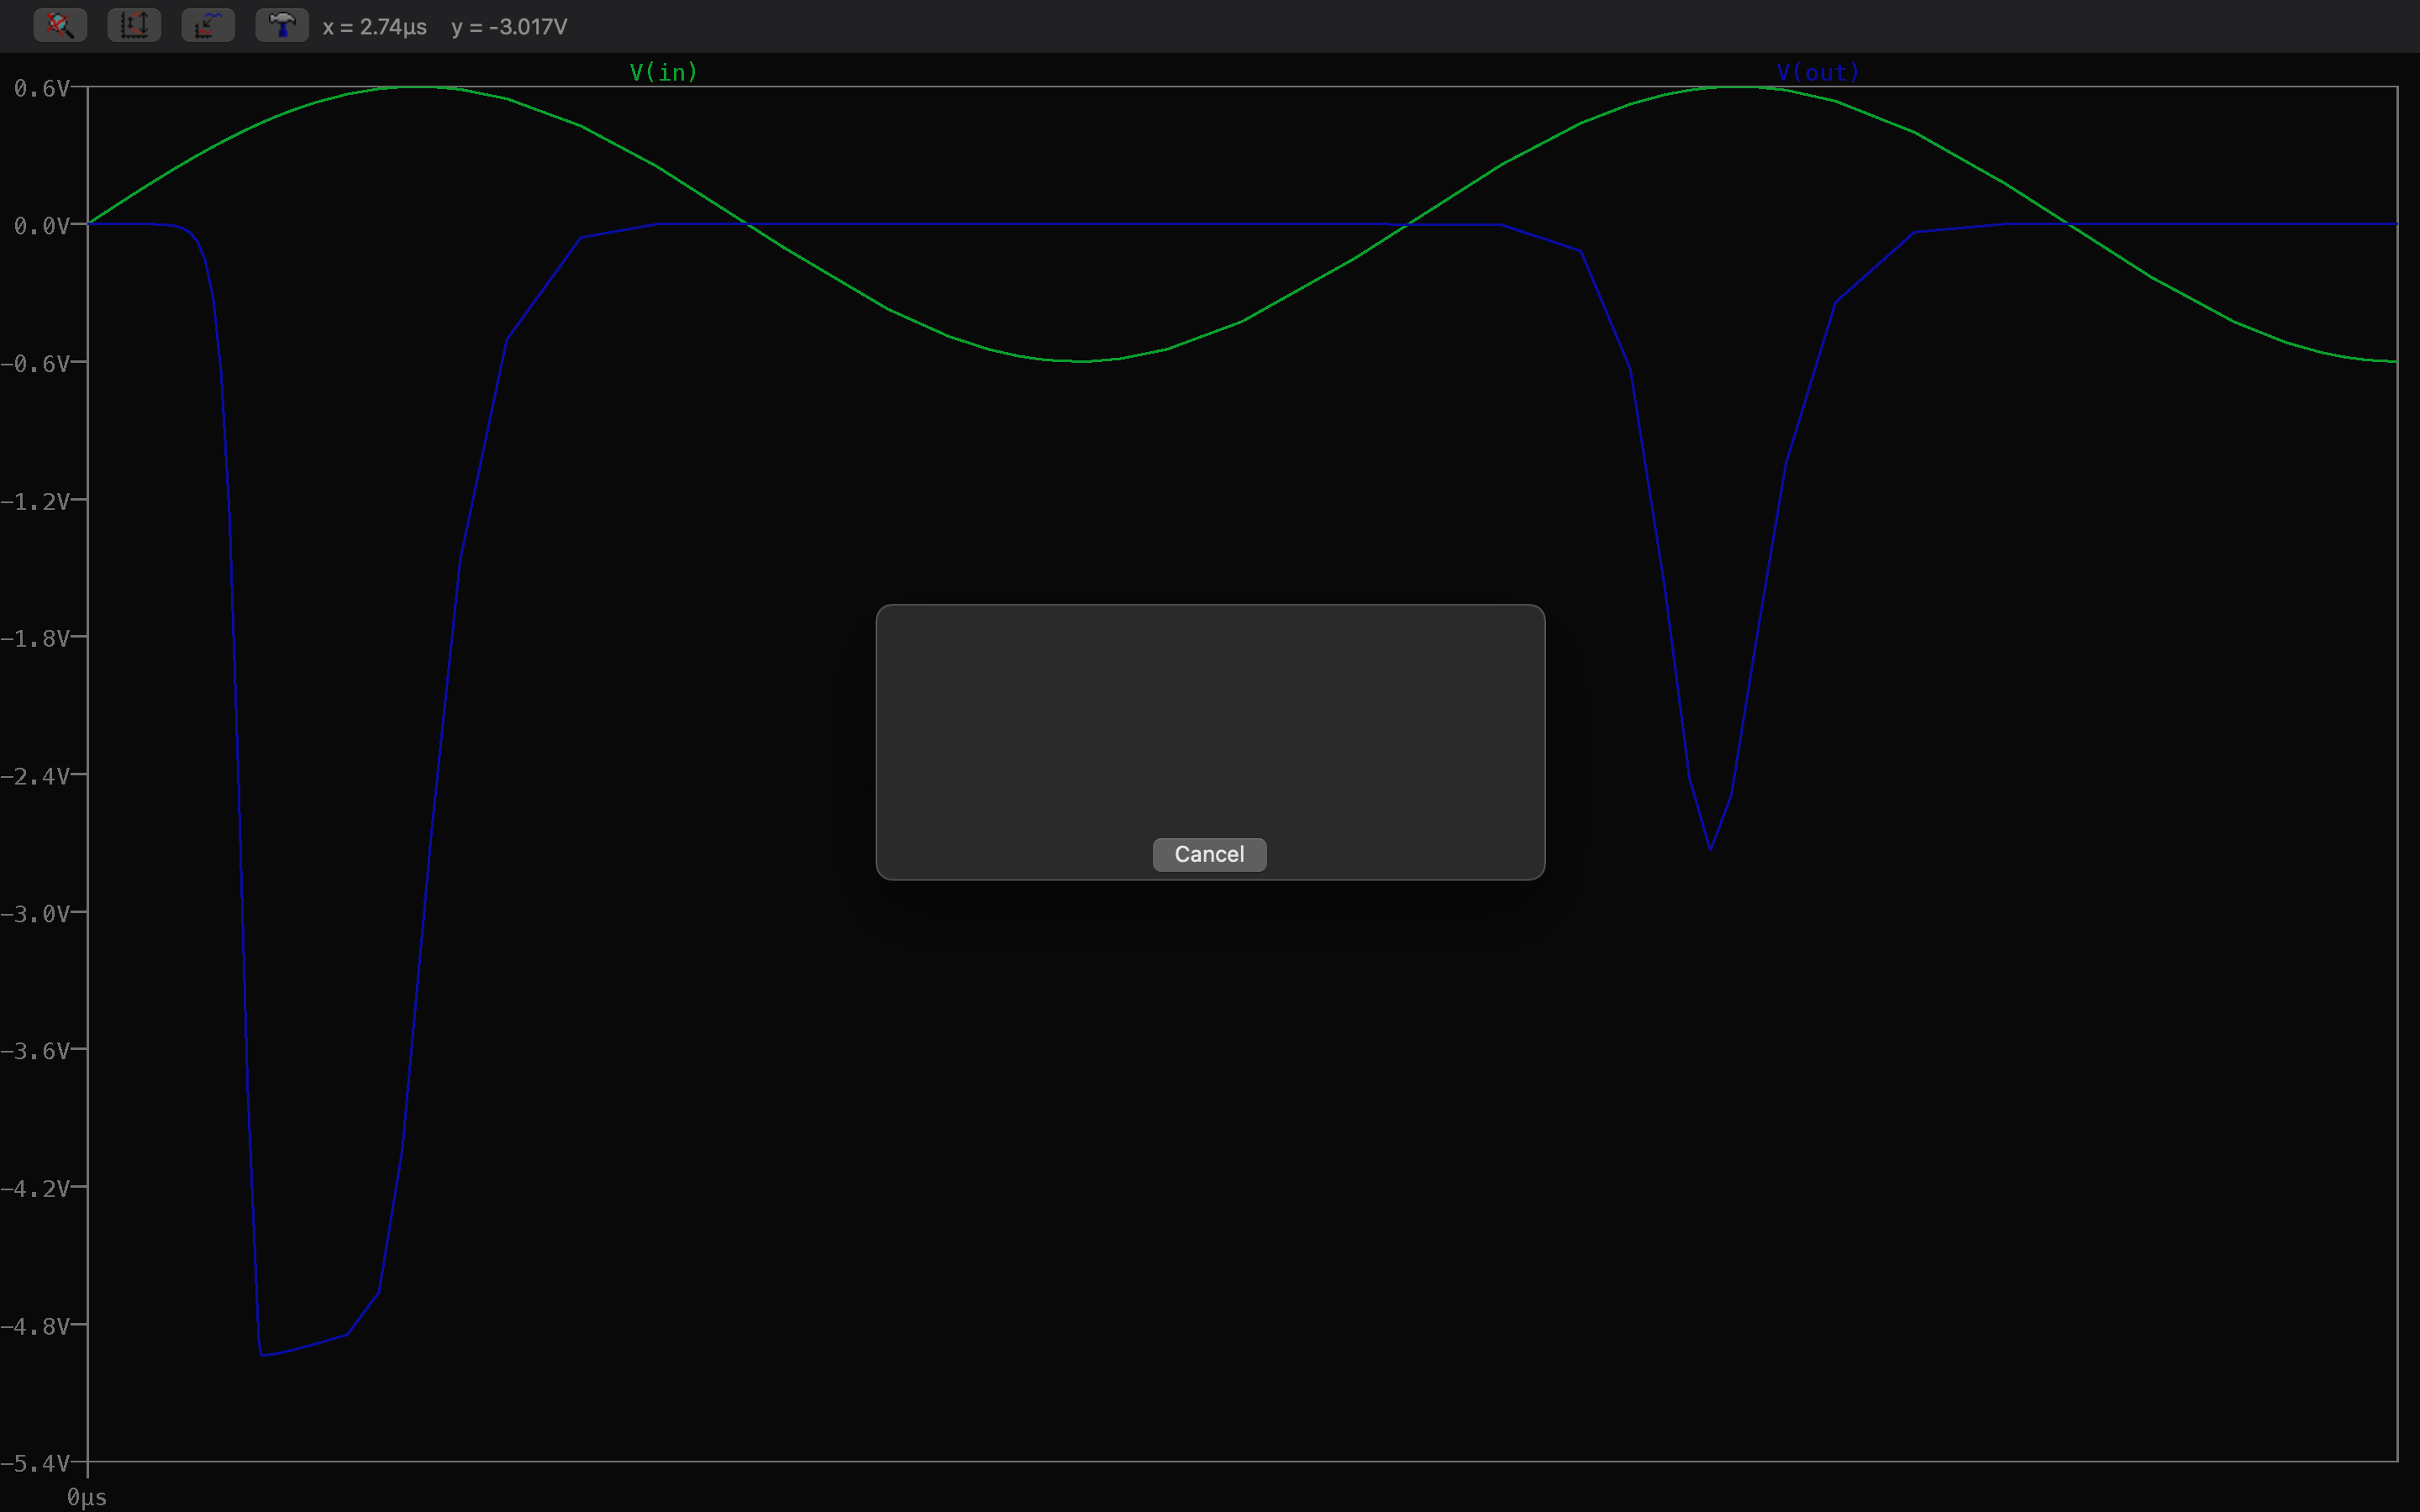 x = 2.74µs y = -3.017V
V(in) V(out)
0.6V
0.0V
-0.6V
-1.2V
-1.8V
-2.4V
-3.0V
-3.6V
-4.2V
-4.8V
-5.4V
0µs
Cancel